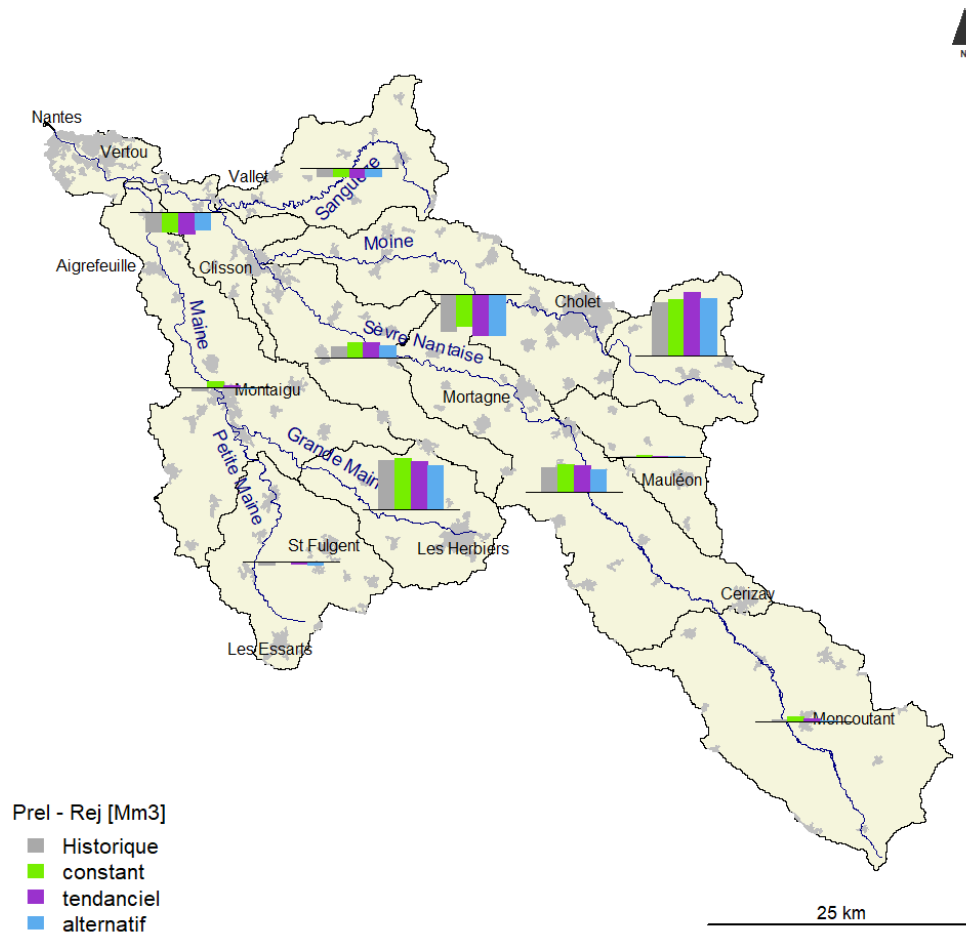 N
Nantes
Vertou
Vallet
Sanguèze
Moine
Aigrefeuille
Clisson
Cholet
Maine
Sèvre Nantaise
Montaigu
Mortagne
Petite Maine
Grande Main
Mauléon
St Fulgent
Les Herbiers
Cerizay
Les Essarts
Moncoutant
Prel - Rej [Mm3]
Historique
constant
tendanciel
alternatif
25 km